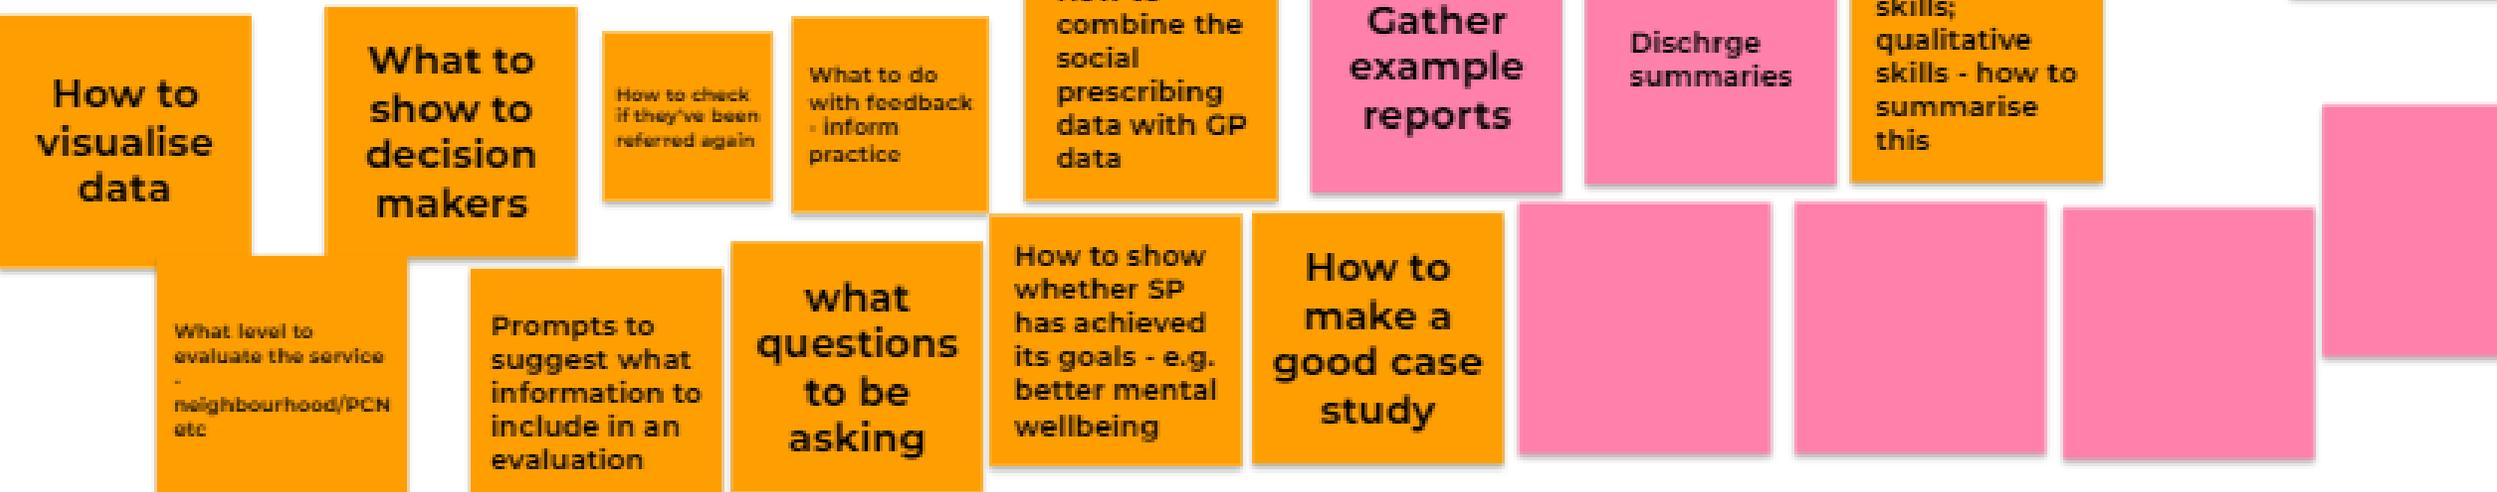 How to
visualise
data
What to
show to
decision
makers
How to check
if they've been
referred again
What to do
with feedback
- inform
practice
combine the
social
prescribing
data with GP
data
Gather
example
reports
Dischrge
summaries
skills;
qualitative
skills - how to
summarise
this
What level to
evaluate the service
-
neighbourhood/PCN
etc
Prompts to
suggest what
information to
include in an
evaluation
what
questions
to be
asking
How to show
whether SP
has achieved
its goals - e.g.
better mental
wellbeing
How to
make a
good case
study